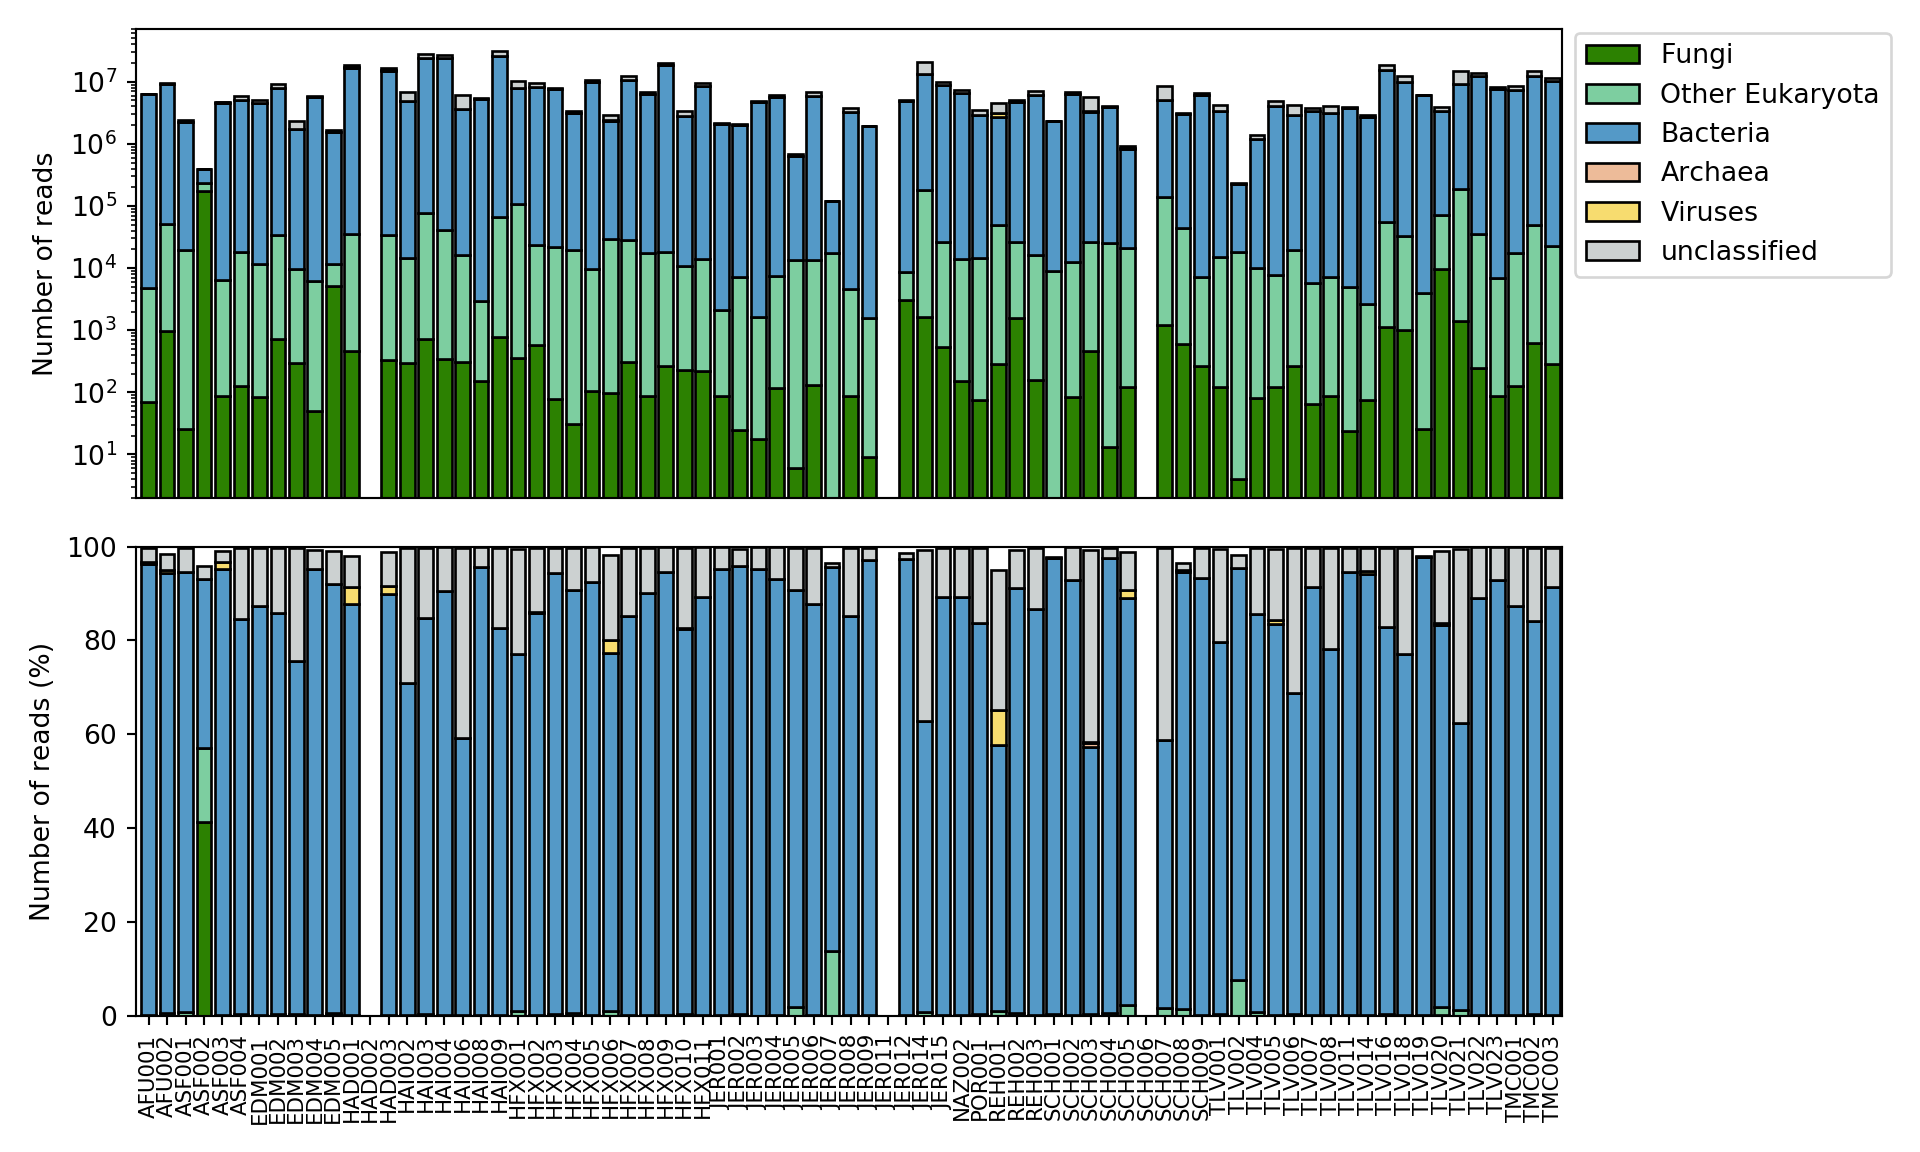 Number of reads
10^7
10^6
10^5
10^4
10^3
10^2
10^1
Fungi
Other Eukaryota
Bacteria
Archaea
Viruses
unclassified
Number of reads (%)
100
80
60
40
20
0
AFU001
AFU002
ASF001
ASF002
ASF003
ASF004
EDM001
EDM002
EDM003
EDM004
EDM005
HAD001
HAD002
HAD003
HAI002
HAI003
HAI004
HAI006
HAI008
HAI009
HFX001
HFX002
HFX003
HFX004
HFX005
HFX006
HFX007
HFX008
HFX009
HFX010
HFX011
JER001
JER002
JER003
JER004
JER005
JER006
JER007
JER008
JER009
JER011
JER012
JER014
JER015
NAZ002
POR001
REH001
REH002
REH003
SCH001
SCH002
SCH003
SCH004
SCH005
SCH006
SCH007
SCH008
SCH009
TLV001
TLV002
TLV004
TLV005
TLV006
TLV007
TLV008
TLV011
TLV014
TLV016
TLV018
TLV019
TLV020
TLV021
TLV022
TLV023
TMC001
TMC002
TMC003